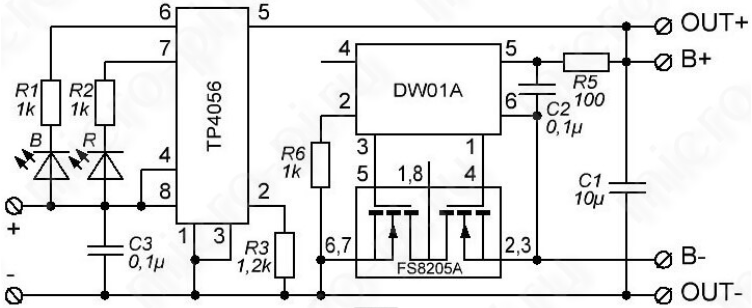 6
5
OUT+
7
4
5
B+
R1
1k
R2
1k
TP4056
DW01A
R5
100
2
6
C2
0,1µ
B
R
R6
1k
3
1
4
5
1,8
4
C1
10µ
8
2
+
1
3
R3
1,2k
C3
0,1µ
6,7
2,3
B-
FS8205A
-
OUT-